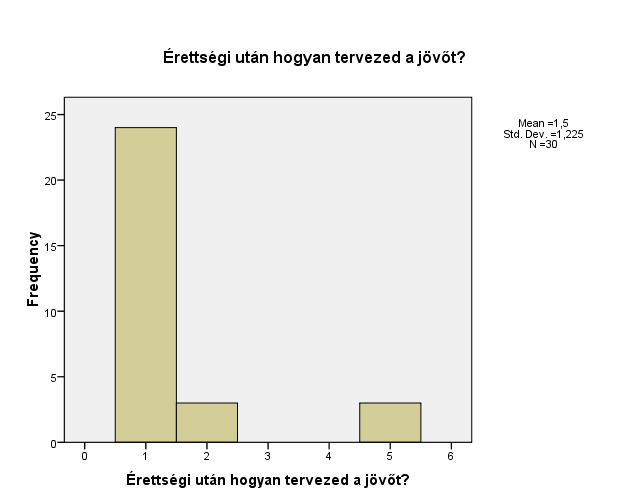 Érettségi után hogyan tervezed a jövőt?
Mean =1,5
Std. Dev. =1,225
N =30
Frequency
25
20
15
10
5
0
0 1 2 3 4 5 6
Érettségi után hogyan tervezed a jövőt?